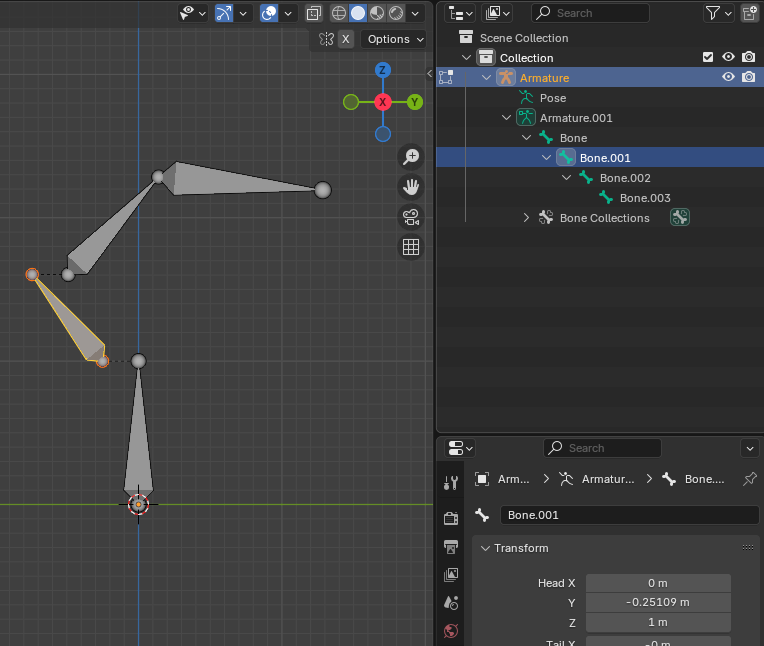 Search
X
Options
Z
X
Y
Scene Collection
Collection
Armature
Pose
Armature.001
Bone
Bone.001
Bone.002
Bone.003
Bone Collections
Search
Arm...
Armatur...
Bone....
Bone.001
Transform
Head X
0 m
Y
-0.25109 m
Z
1 m
Tail X
-0 m